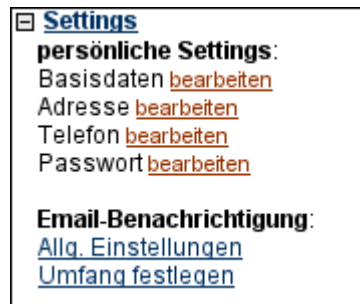 Settings
persönliche Settings:
Basisdaten bearbeiten
Adresse bearbeiten
Telefon bearbeiten
Passwort bearbeiten
Email-Benachrichtigung:
Allg. Einstellungen
Umfang festlegen